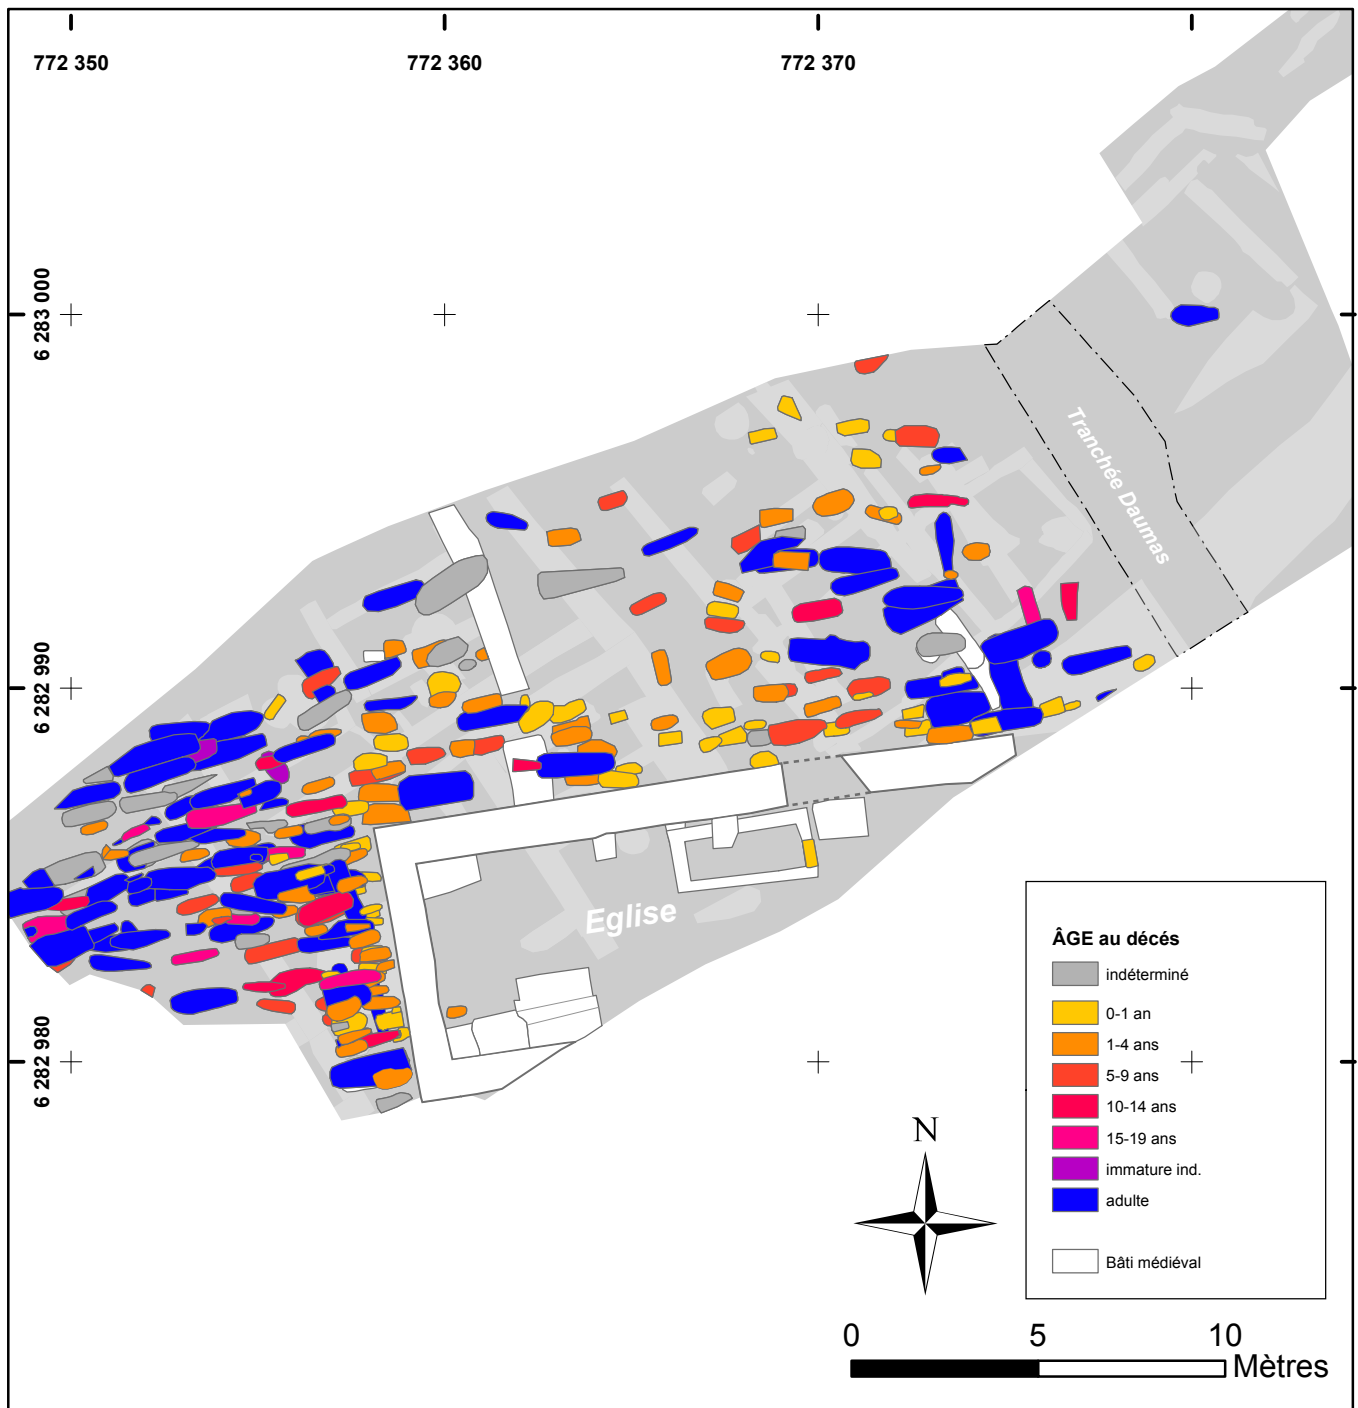 772 350
772 360
772 370
6 283 000
6 282 990
6 282 980
Tranchée Daumas
Eglise
ÂGE au décés
indéterminé
0-1 an
1-4 ans
5-9 ans
10-14 ans
15-19 ans
immature ind.
adulte
Bâti médiéval
N
0
5
10
Mètres